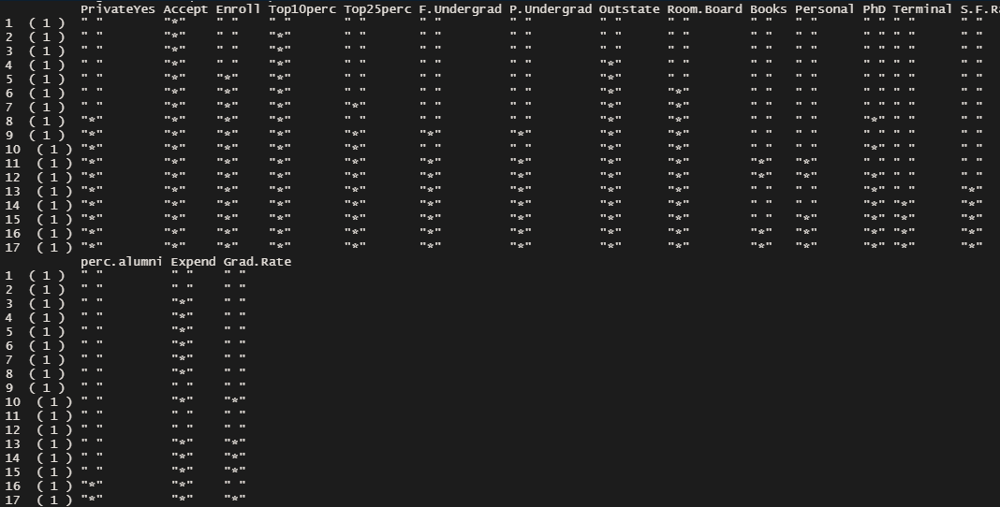 PrivateYes Accept Enroll Top10perc Top25perc F.Undergrad P.Undergrad Outstate Room.Board Books Personal PhD Terminal S.F.Ra
1 ( 1 ) " " "*" " " " " " " " " " " " " " " " " " " " " " " " "
2 ( 1 ) " " "*" " " "*" " " " " " " " " " " " " " " " " " " " "
3 ( 1 ) " " "*" " " "*" " " " " " " " " " " " " " " " " " " " "
4 ( 1 ) " " "*" " " "*" " " " " " " "*" " " " " " " " " " " " "
5 ( 1 ) " " "*" "*" "*" " " " " " " "*" " " " " " " " " " " " "
6 ( 1 ) " " "*" "*" "*" " " " " " " "*" "*" " " " " " " " " " "
7 ( 1 ) " " "*" "*" "*" "*" " " " " "*" "*" " " " " " " " " " "
8 ( 1 ) "*" "*" "*" "*" " " " " " " "*" "*" " " " " "*" " " " "
9 ( 1 ) "*" "*" "*" "*" "*" "*" "*" "*" "*" " " " " " " " " " "
10 ( 1 ) "*" "*" "*" "*" "*" " " " " "*" "*" " " " " "*" " " " "
11 ( 1 ) "*" "*" "*" "*" "*" "*" "*" "*" "*" "*" "*" " " " " " "
12 ( 1 ) "*" "*" "*" "*" "*" "*" "*" "*" "*" "*" "*" "*" " " " "
13 ( 1 ) "*" "*" "*" "*" "*" "*" "*" "*" "*" " " " " "*" " " "*"
14 ( 1 ) "*" "*" "*" "*" "*" "*" "*" "*" "*" " " " " "*" "*" "*"
15 ( 1 ) "*" "*" "*" "*" "*" "*" "*" "*" "*" " " "*" "*" "*" "*"
16 ( 1 ) "*" "*" "*" "*" "*" "*" "*" "*" "*" "*" "*" "*" "*" "*"
17 ( 1 ) "*" "*" "*" "*" "*" "*" "*" "*" "*" "*" "*" "*" "*" "*"
perc.alumni Expend Grad.Rate
1 ( 1 ) " " " " " "
2 ( 1 ) " " " " " "
3 ( 1 ) " " "*" " "
4 ( 1 ) " " "*" " "
5 ( 1 ) " " "*" " "
6 ( 1 ) " " "*" " "
7 ( 1 ) " " "*" " "
8 ( 1 ) " " "*" " "
9 ( 1 ) " " " " " "
10 ( 1 ) " " "*" "*"
11 ( 1 ) " " " " " "
12 ( 1 ) " " " " " "
13 ( 1 ) " " "*" "*"
14 ( 1 ) " " "*" "*"
15 ( 1 ) " " "*" "*"
16 ( 1 ) "*" "*" " "
17 ( 1 ) "*" "*" "*"